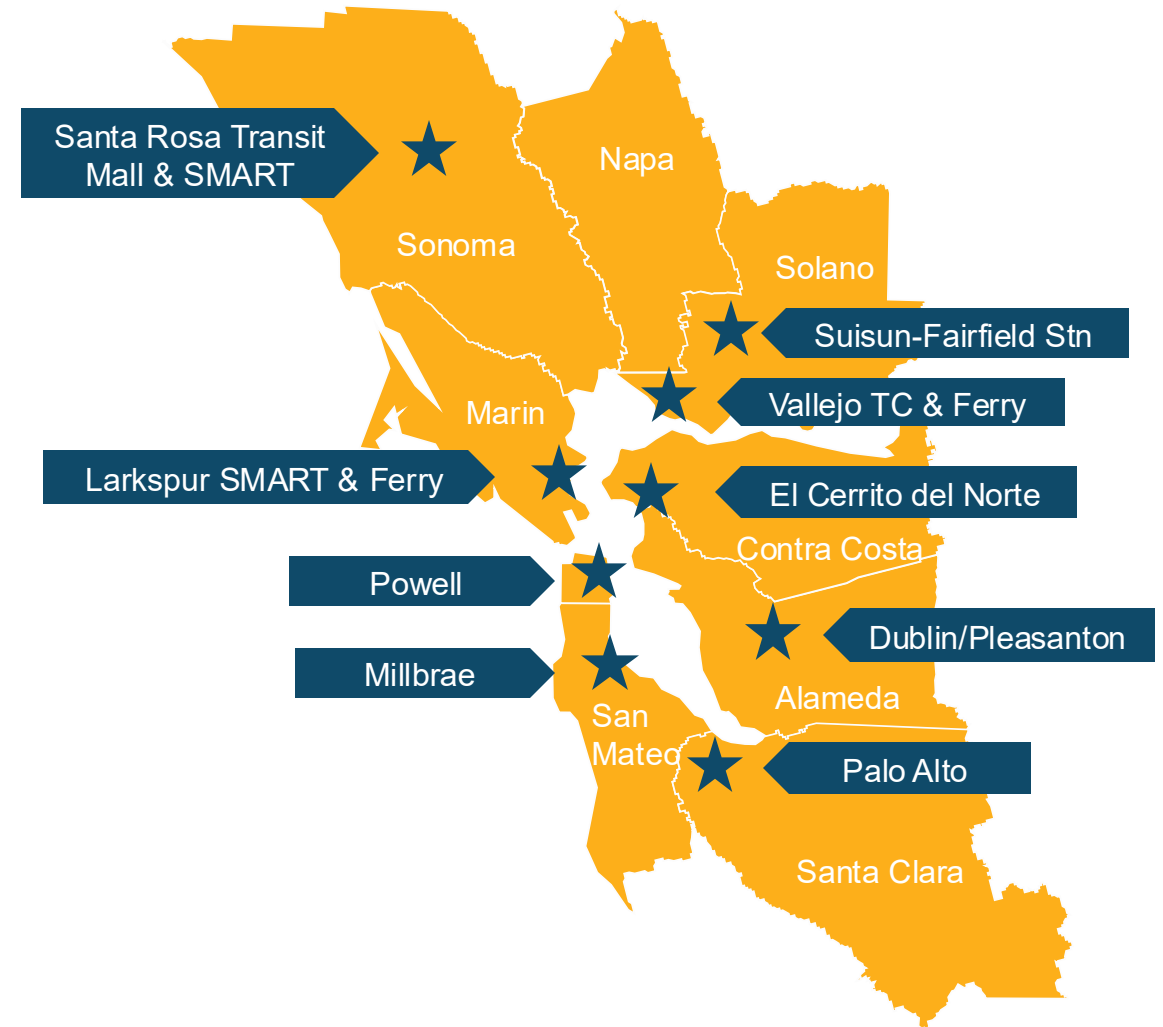 Santa Rosa Transit
Mall & SMART
Napa
Sonoma
Solano
Suisun-Fairfield Stn
Vallejo TC & Ferry
Marin
Larkspur SMART & Ferry
El Cerrito del Norte
Contra Costa
Powell
Dublin/Pleasanton
Millbrae
Alameda
San
Mateo
Palo Alto
Santa Clara